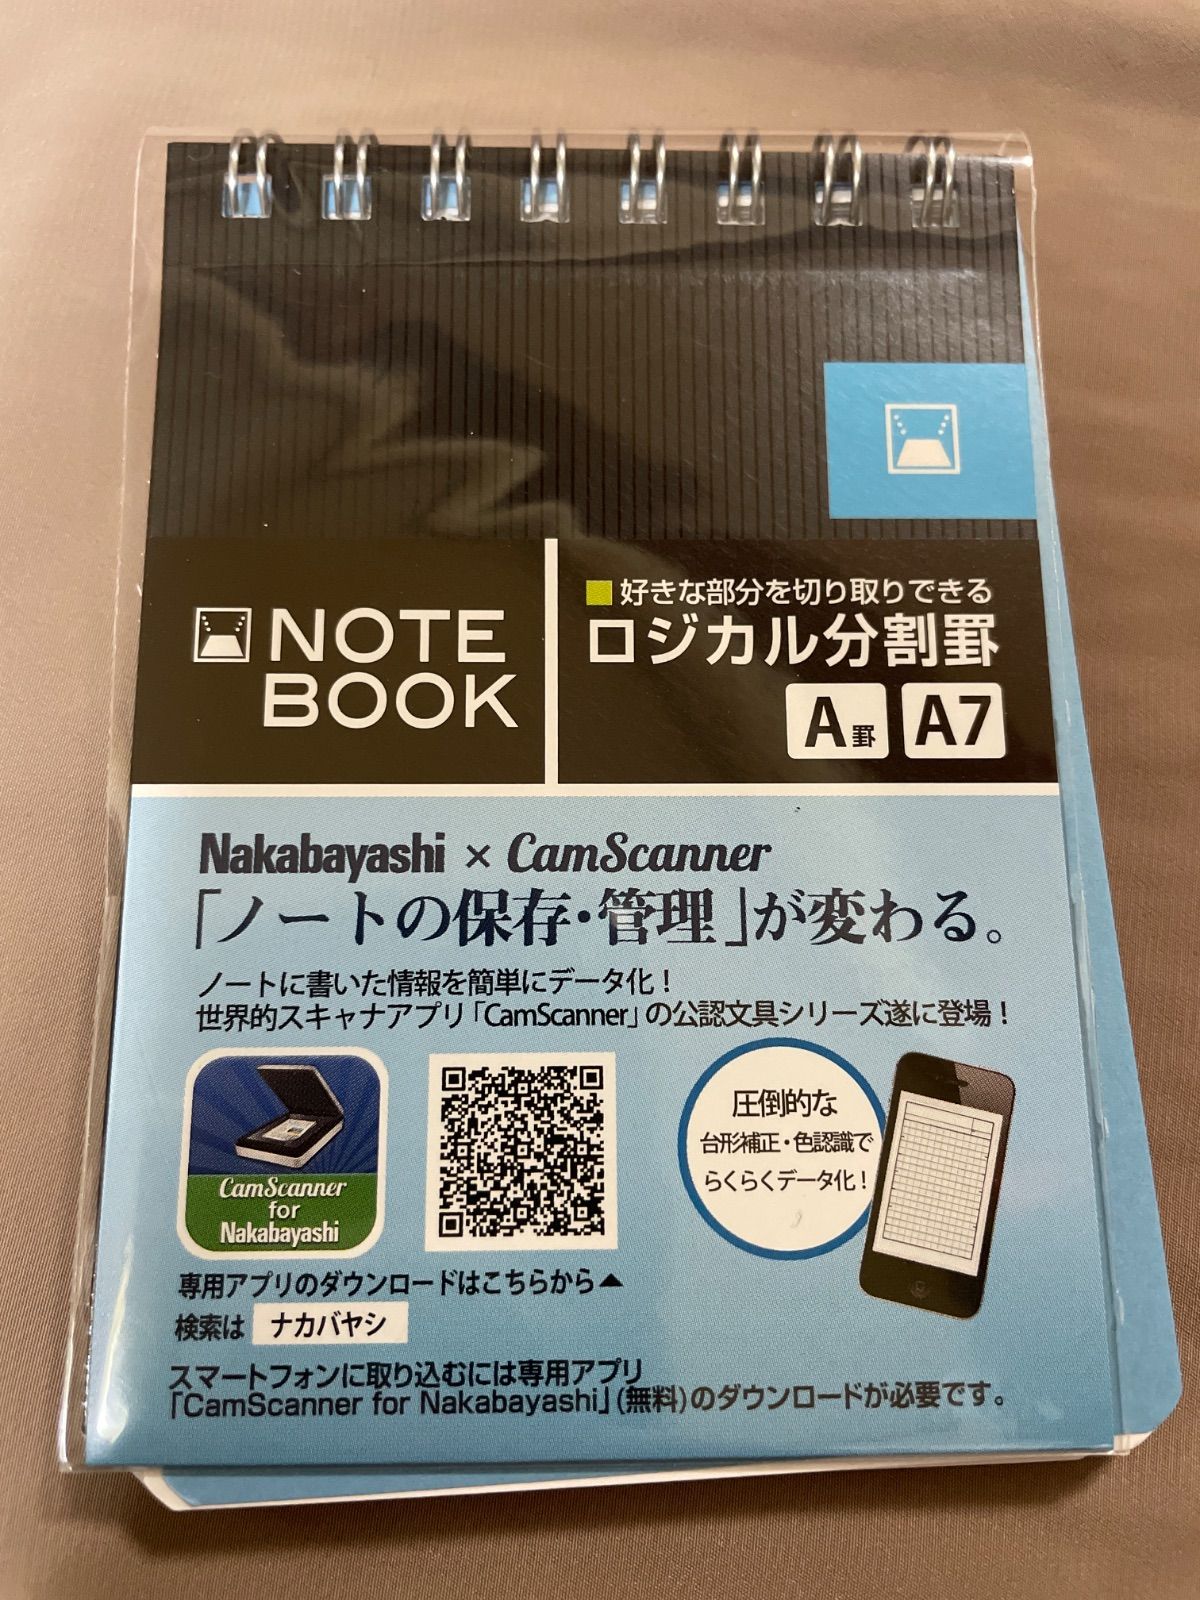 NOTE
BOOK
好きな部分を切り取りできる
ロジカル分割罫
A罫 A7
Nakabayashi × CamScanner
「ノートの保存・管理」が変わる。
ノートに書いた情報を簡単にデータ化！
世界的スキャナアプリ「CamScanner」の公認文具シリーズ遂に登場！
CamScanner
for
Nakabayashi
圧倒的な
台形補正・色認識で
らくらくデータ化！
専用アプリのダウンロードはこちらから▲
検索は ナカバヤシ
スマートフォンに取り込むには専用アプリ
「CamScanner for Nakabayashi」(無料)のダウンロードが必要です。